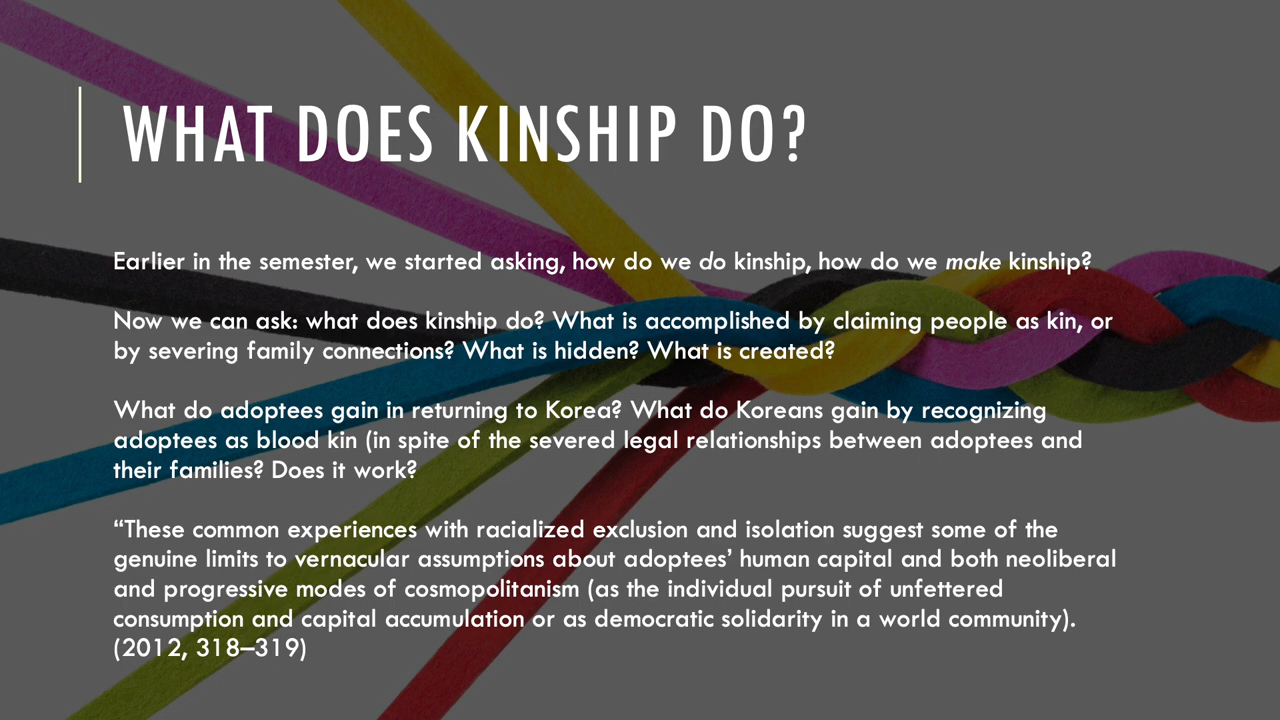 WHAT DOES KINSHIP DO?
Earlier in the semester, we started asking, how do we do kinship, how do we make kinship?
Now we can ask: what does kinship do? What is accomplished by claiming people as kin, or
by severing family connections? What is hidden? What is created?
What do adoptees gain in returning to Korea? What do Koreans gain by recognizing
adoptees as blood kin (in spite of the severed legal relationships between adoptees and
their families? Does it work?
“These common experiences with racialized exclusion and isolation suggest some of the
genuine limits to vernacular assumptions about adoptees’ human capital and both neoliberal
and progressive modes of cosmopolitanism (as the individual pursuit of unfettered
consumption and capital accumulation or as democratic solidarity in a world community).
(2012, 318–319)